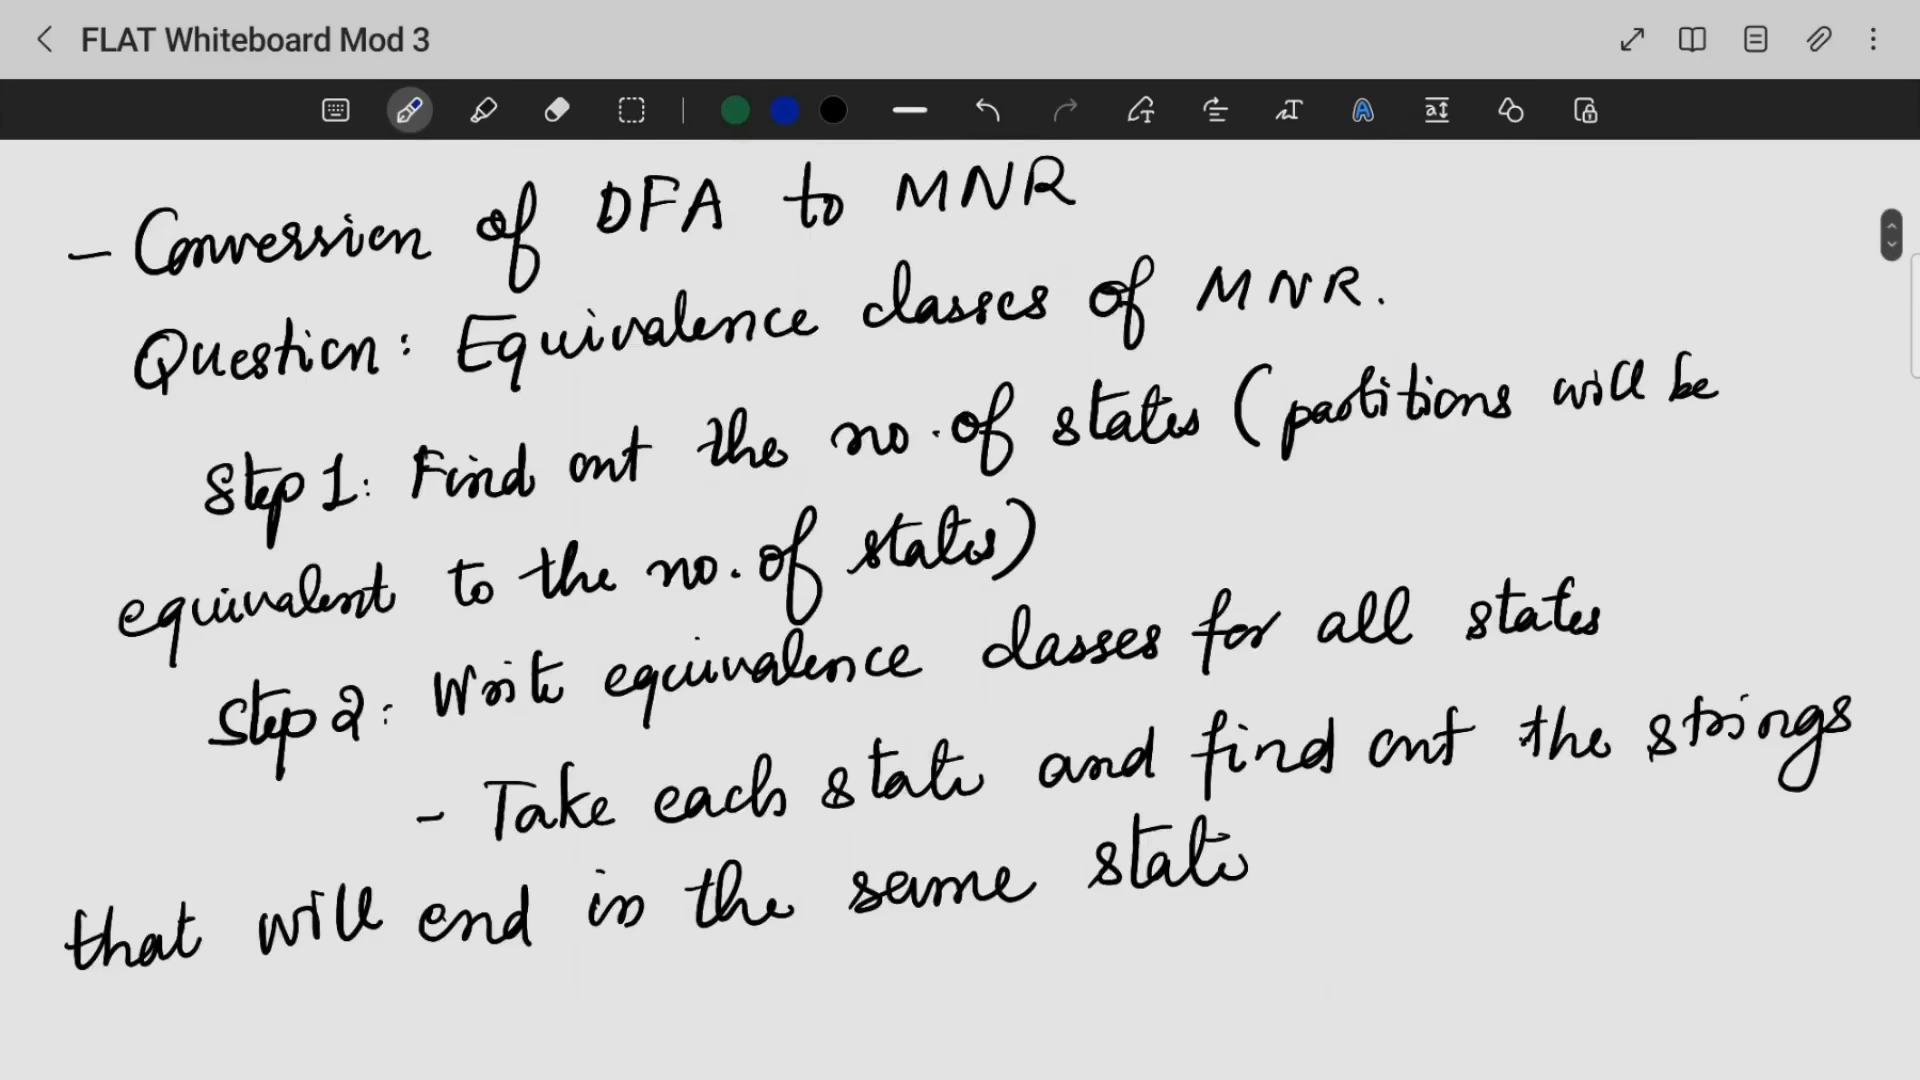 FLAT Whiteboard Mod 3
- Conversion of DFA to MNR
Question: Equivalence classes of MNR.
Step 1: Find out the no. of states (partitions will be
equivalent to the no. of states)
Step 2: Write equivalence classes for all states
- Take each state and find out the strings
that will end in the same state